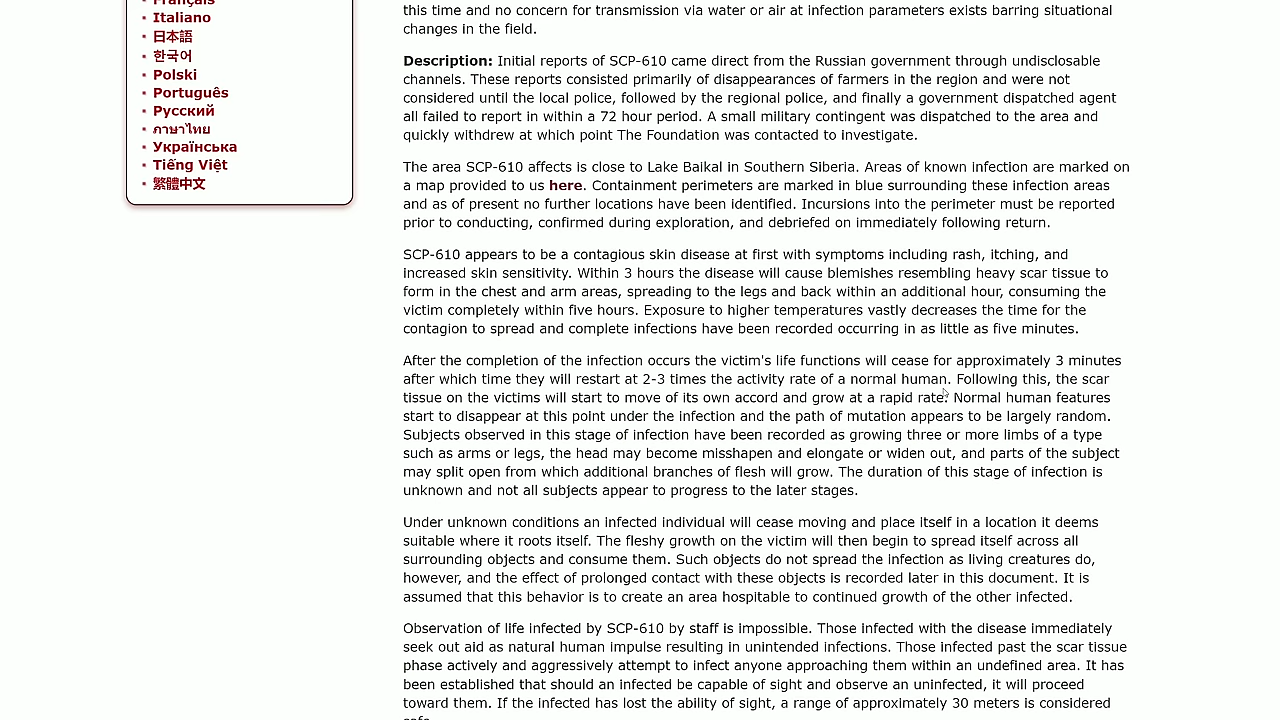 Français
Italiano
日本語
한국어
Polski
Português
Русский
ภาษาไทย
Українська
Tiếng Việt
繁體中文
this time and no concern for transmission via water or air at infection parameters exists barring situational
changes in the field.
Description: Initial reports of SCP-610 came direct from the Russian government through undisclosable
channels. These reports consisted primarily of disappearances of farmers in the region and were not
considered until the local police, followed by the regional police, and finally a government dispatched agent
all failed to report in within a 72 hour period. A small military contingent was dispatched to the area and
quickly withdrew at which point The Foundation was contacted to investigate.
The area SCP-610 affects is close to Lake Baikal in Southern Siberia. Areas of known infection are marked on
a map provided to us here. Containment perimeters are marked in blue surrounding these infection areas
and as of present no further locations have been identified. Incursions into the perimeter must be reported
prior to conducting, confirmed during exploration, and debriefed on immediately following return.
SCP-610 appears to be a contagious skin disease at first with symptoms including rash, itching, and
increased skin sensitivity. Within 3 hours the disease will cause blemishes resembling heavy scar tissue to
form in the chest and arm areas, spreading to the legs and back within an additional hour, consuming the
victim completely within five hours. Exposure to higher temperatures vastly decreases the time for the
contagion to spread and complete infections have been recorded occurring in as little as five minutes.
After the completion of the infection occurs the victim's life functions will cease for approximately 3 minutes
after which time they will restart at 2-3 times the activity rate of a normal human. Following this, the scar
tissue on the victims will start to move of its own accord and grow at a rapid rate. Normal human features
start to disappear at this point under the infection and the path of mutation appears to be largely random.
Subjects observed in this stage of infection have been recorded as growing three or more limbs of a type
such as arms or legs, the head may become misshapen and elongate or widen out, and parts of the subject
may split open from which additional branches of flesh will grow. The duration of this stage of infection is
unknown and not all subjects appear to progress to the later stages.
Under unknown conditions an infected individual will cease moving and place itself in a location it deems
suitable where it roots itself. The fleshy growth on the victim will then begin to spread itself across all
surrounding objects and consume them. Such objects do not spread the infection as living creatures do,
however, and the effect of prolonged contact with these objects is recorded later in this document. It is
assumed that this behavior is to create an area hospitable to continued growth of the other infected.
Observation of life infected by SCP-610 by staff is impossible. Those infected with the disease immediately
seek out aid as natural human impulse resulting in unintended infections. Those infected past the scar tissue
phase actively and aggressively attempt to infect anyone approaching them within an undefined area. It has
been established that should an infected be capable of sight and observe an uninfected, it will proceed
toward them. If the infected has lost the ability of sight, a range of approximately 30 meters is considered